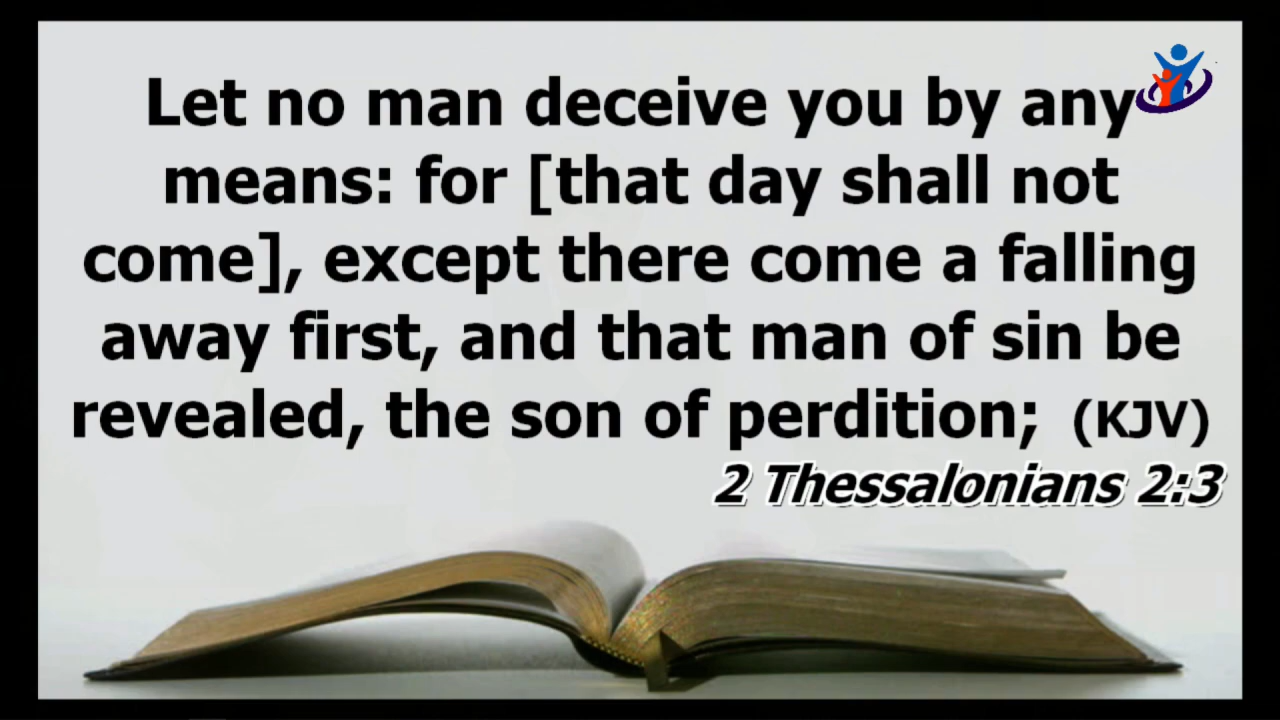 Let no man deceive you by any
means: for [that day shall not
come], except there come a falling
away first, and that man of sin be
revealed, the son of perdition; (KJV)
2 Thessalonians 2:3